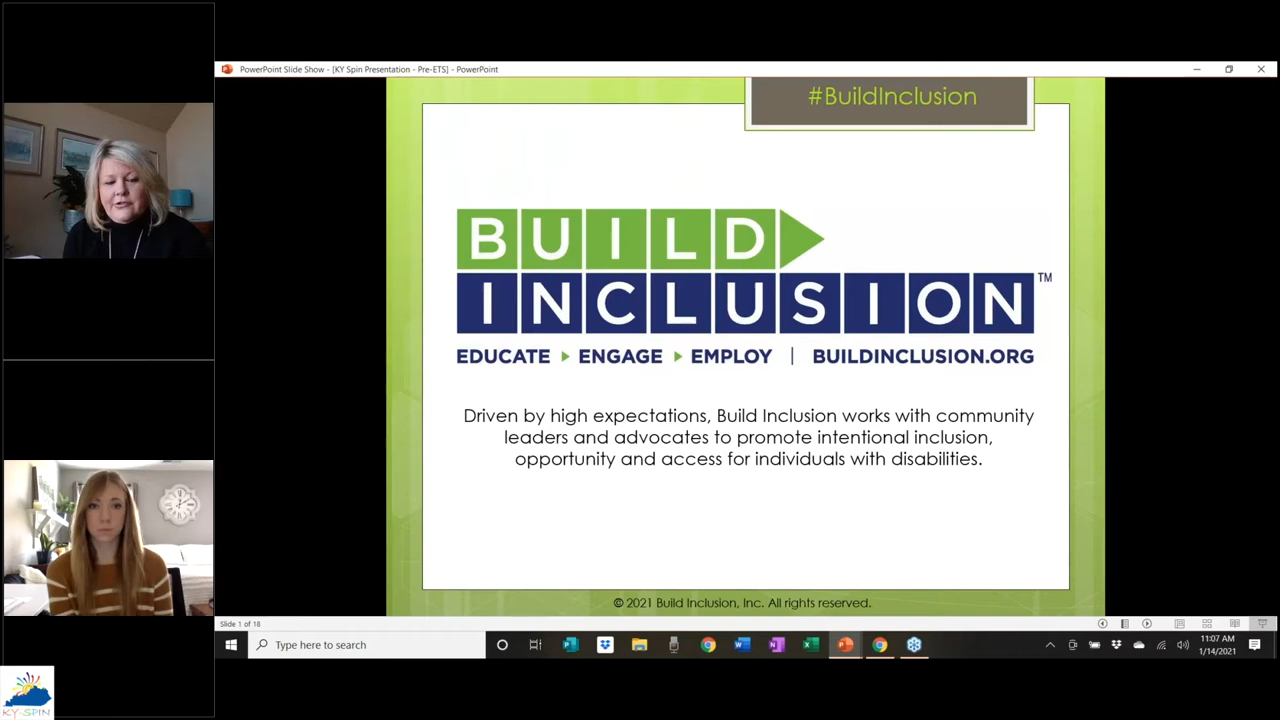 PowerPoint Slide Show - [KY Spin Presentation - Pre-ETS] - PowerPoint
#BuildInclusion
BUILD
INCLUSION™
EDUCATE ▸ ENGAGE ▸ EMPLOY | BUILDINCLUSION.ORG
Driven by high expectations, Build Inclusion works with community
leaders and advocates to promote intentional inclusion,
opportunity and access for individuals with disabilities.
© 2021 Build Inclusion, Inc. All rights reserved.
Slide 1 of 18
Type here to search
11:07 AM
1/14/2021
KY-SPIN